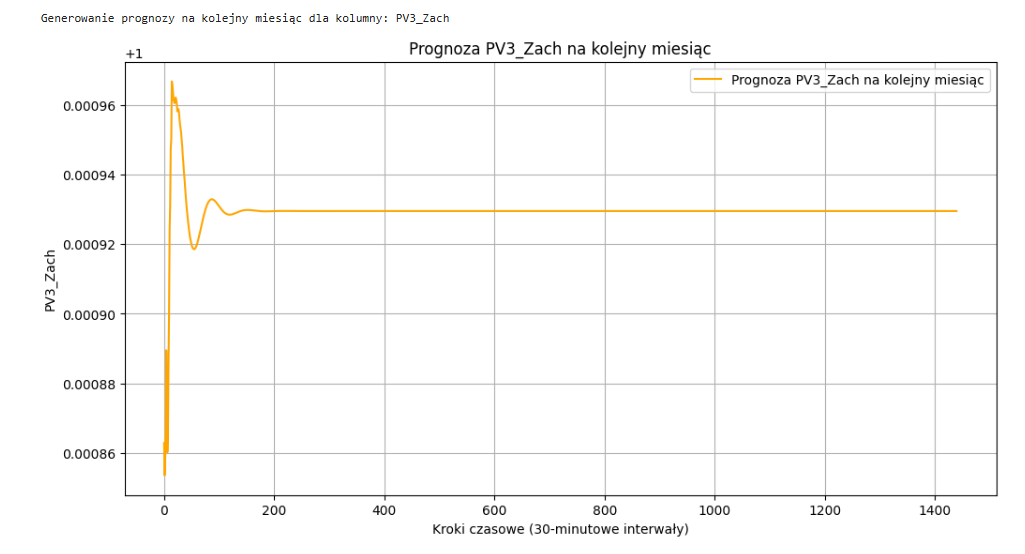 Generowanie prognozy na kolejny miesiąc dla kolumny: PV3_Zach
Prognoza PV3_Zach na kolejny miesiąc
+1
Prognoza PV3_Zach na kolejny miesiąc
0.00096
0.00094
0.00092
0.00090
0.00088
0.00086
PV3_Zach
0 200 400 600 800 1000 1200 1400
Kroki czasowe (30-minutowe interwały)